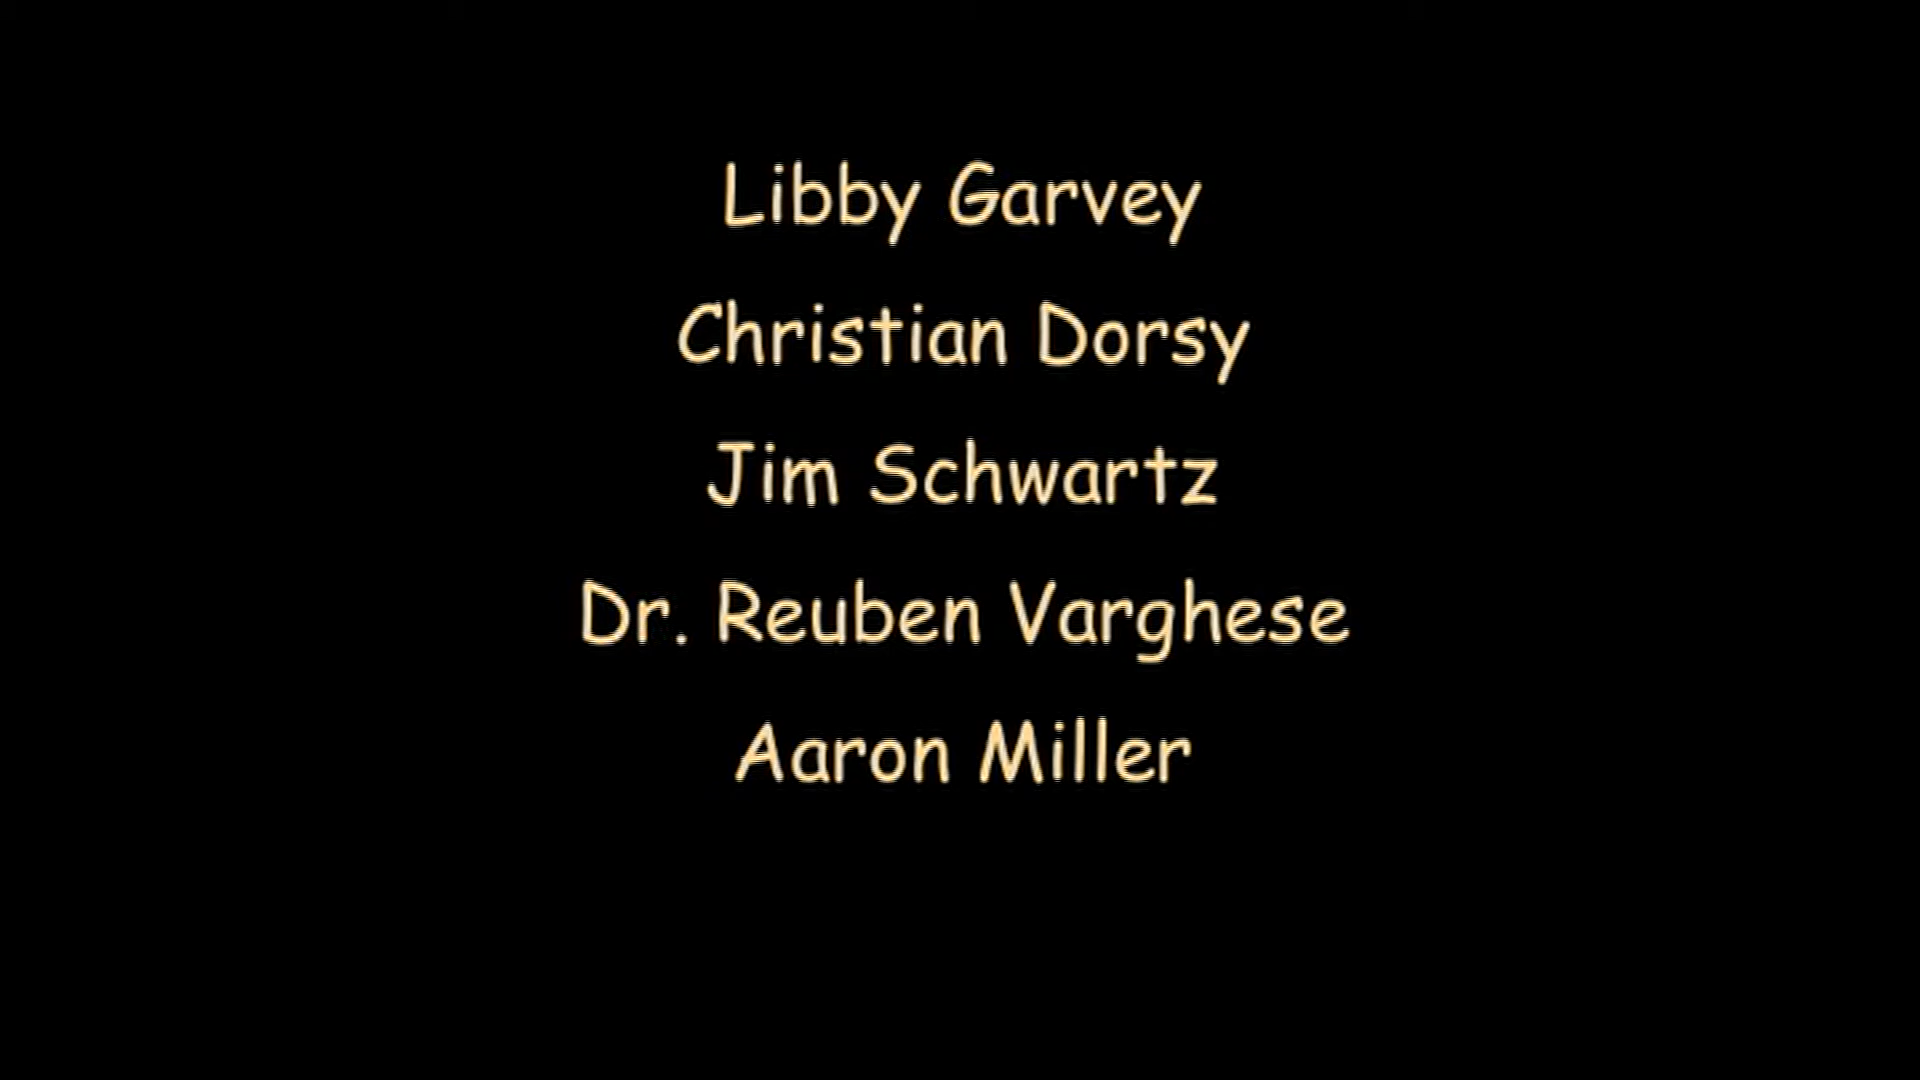 Libby Garvey
Christian Dorsy
Jim Schwartz
Dr. Reuben Varghese
Aaron Miller